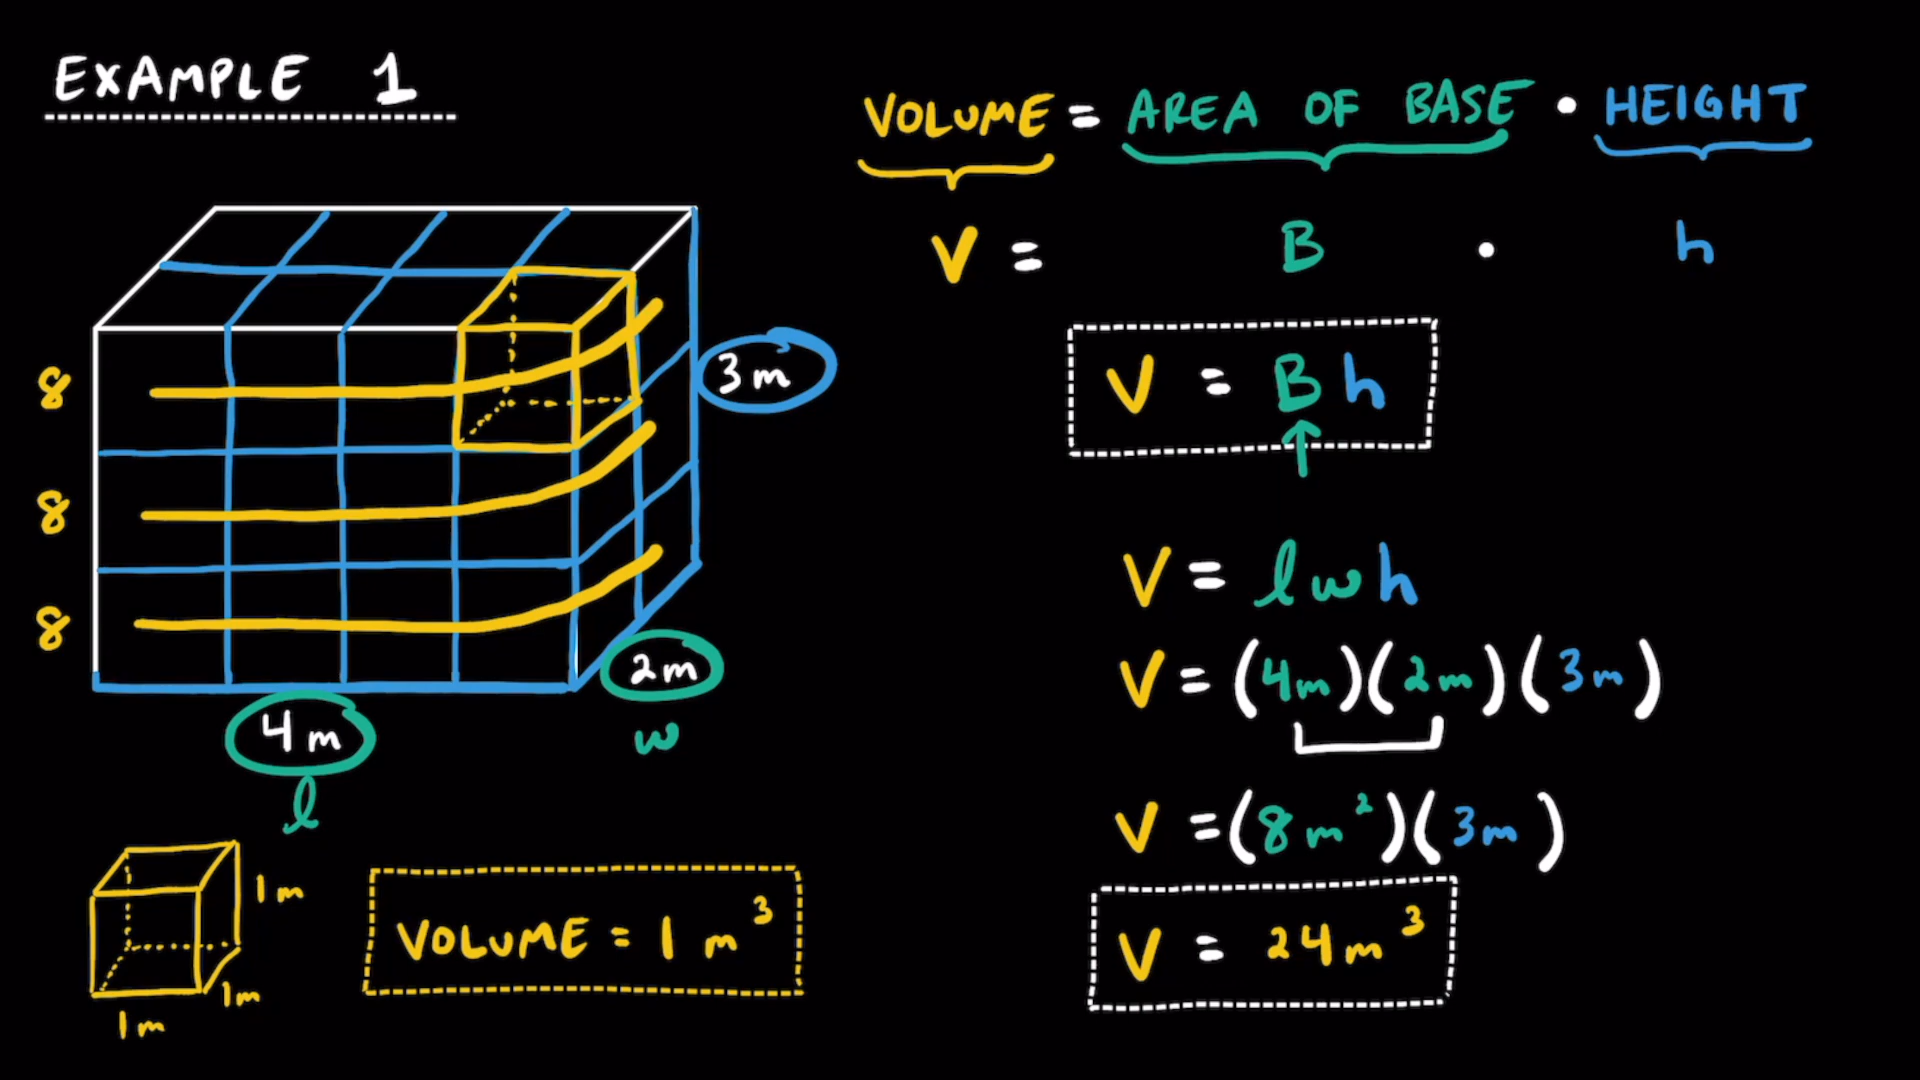 EXAMPLE 1
8
8
8
3m
2m
w
4m
l
1m
1m
1m
VOLUME = 1 m³
VOLUME = AREA OF BASE · HEIGHT
V = B · h
V = Bh
V = lwh
V = (4m)(2m)(3m)
V = (8m²)(3m)
V = 24m³